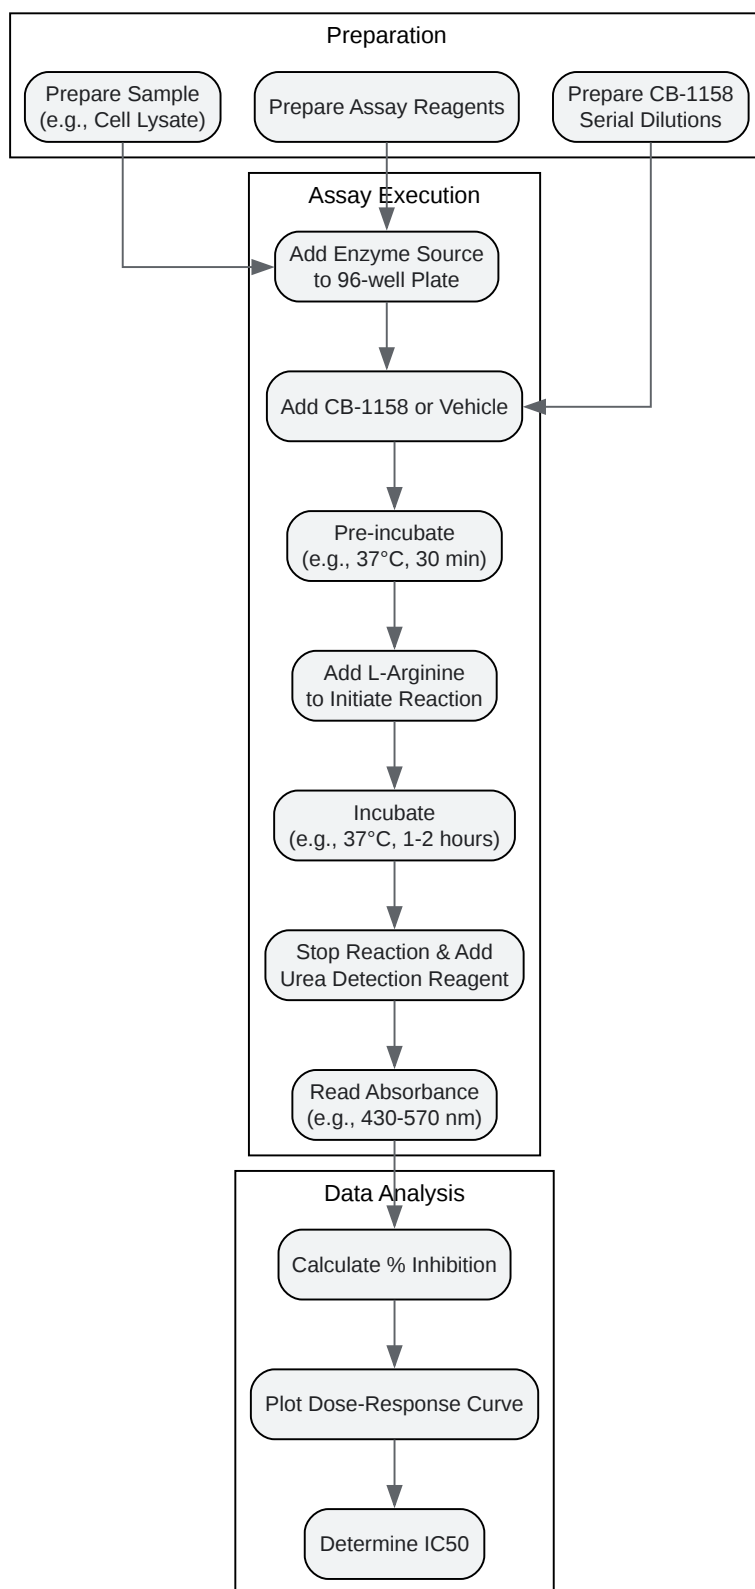 Preparation
Prepare Sample
(e.g., Cell Lysate)
Prepare Assay Reagents
Prepare CB-1158
Serial Dilutions
Assay Execution
Add Enzyme Source
to 96-well Plate
Add CB-1158 or Vehicle
Pre-incubate
(e.g., 37°C, 30 min)
Add L-Arginine
to Initiate Reaction
Incubate
(e.g., 37°C, 1-2 hours)
Stop Reaction & Add
Urea Detection Reagent
Read Absorbance
(e.g., 430-570 nm)
Data Analysis
Calculate % Inhibition
Plot Dose-Response Curve
Determine IC50